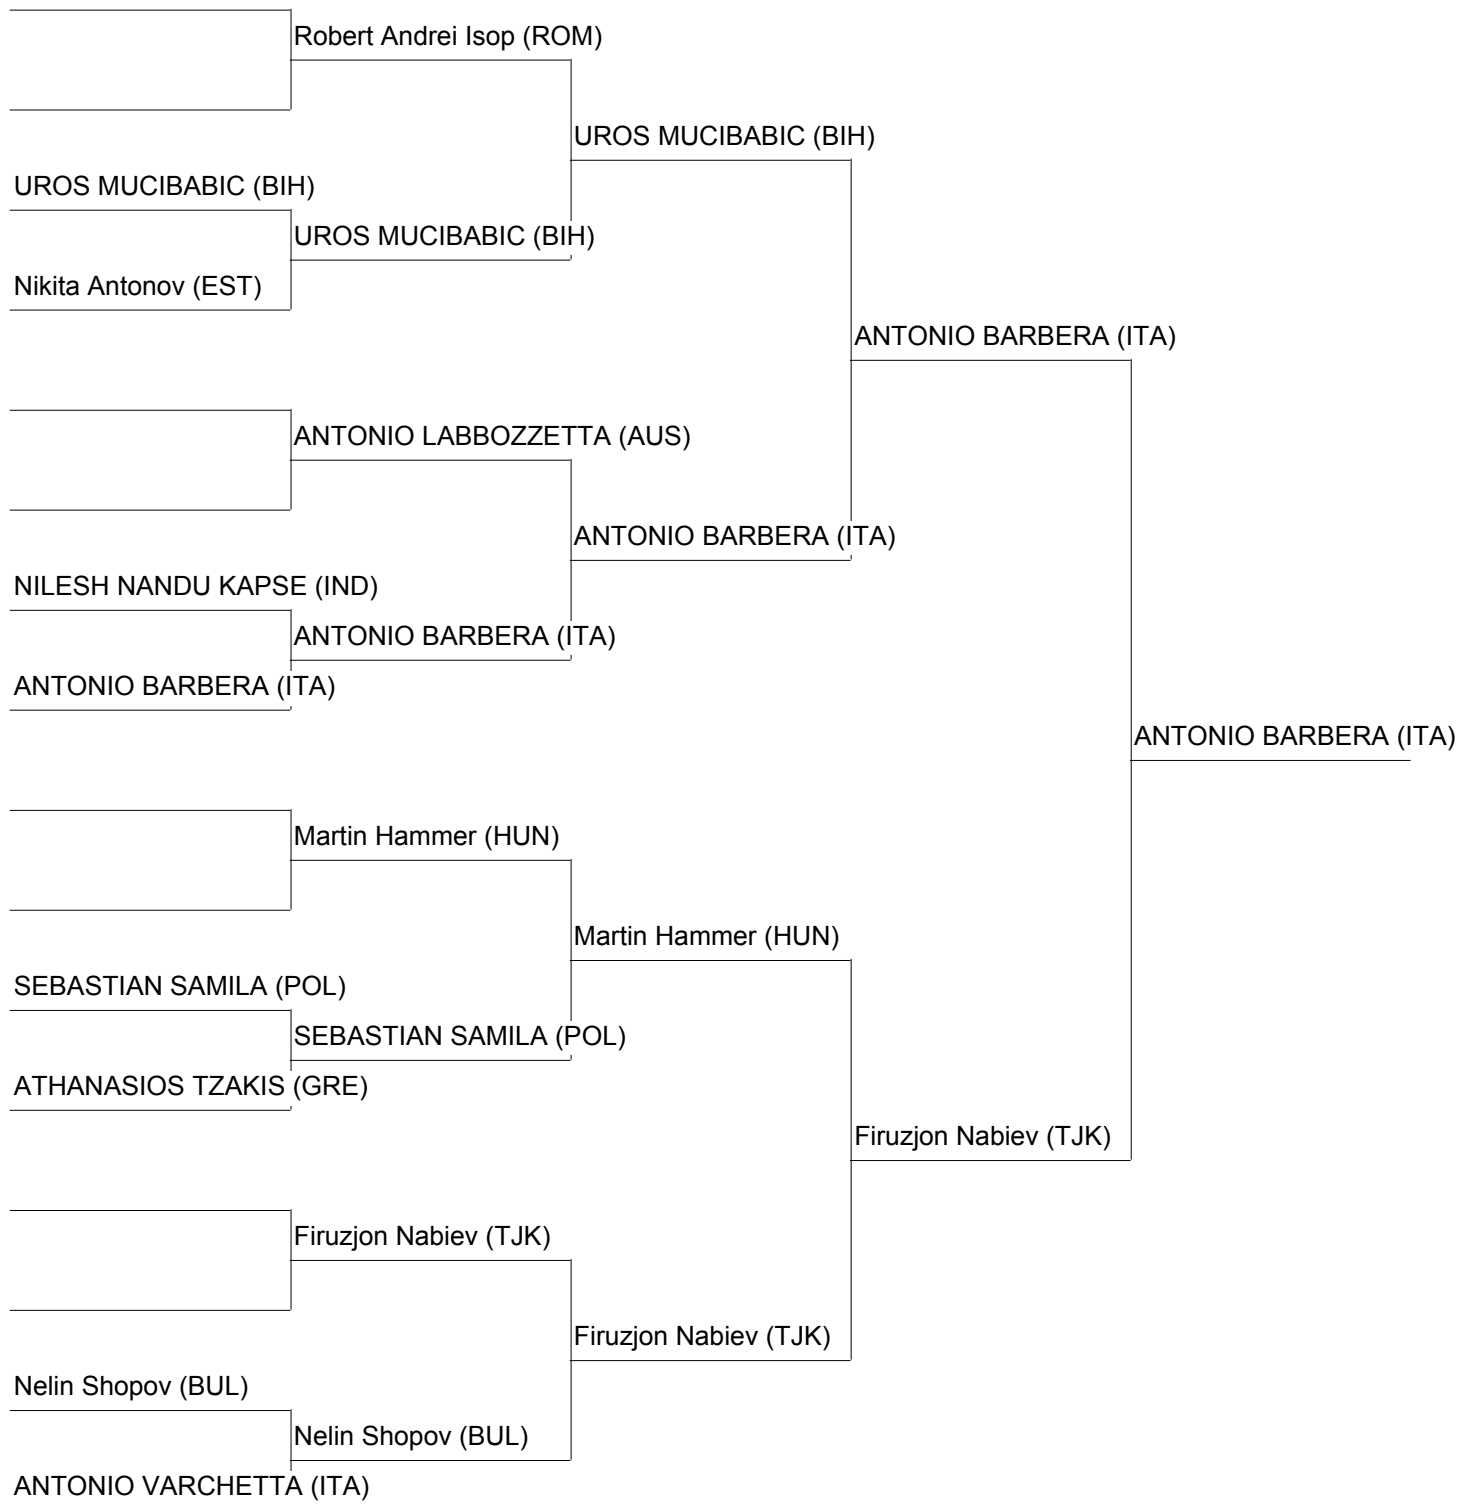 Robert Andrei Isop (ROM)
UROS MUCIBABIC (BIH)
UROS MUCIBABIC (BIH)
UROS MUCIBABIC (BIH)
Nikita Antonov (EST)
ANTONIO BARBERA (ITA)
ANTONIO LABBOZZETTA (AUS)
ANTONIO BARBERA (ITA)
NILESH NANDU KAPSE (IND)
ANTONIO BARBERA (ITA)
ANTONIO BARBERA (ITA)
ANTONIO BARBERA (ITA)
Martin Hammer (HUN)
Martin Hammer (HUN)
SEBASTIAN SAMILA (POL)
SEBASTIAN SAMILA (POL)
ATHANASIOS TZAKIS (GRE)
Firuzjon Nabiev (TJK)
Firuzjon Nabiev (TJK)
Firuzjon Nabiev (TJK)
Nelin Shopov (BUL)
Nelin Shopov (BUL)
ANTONIO VARCHETTA (ITA)